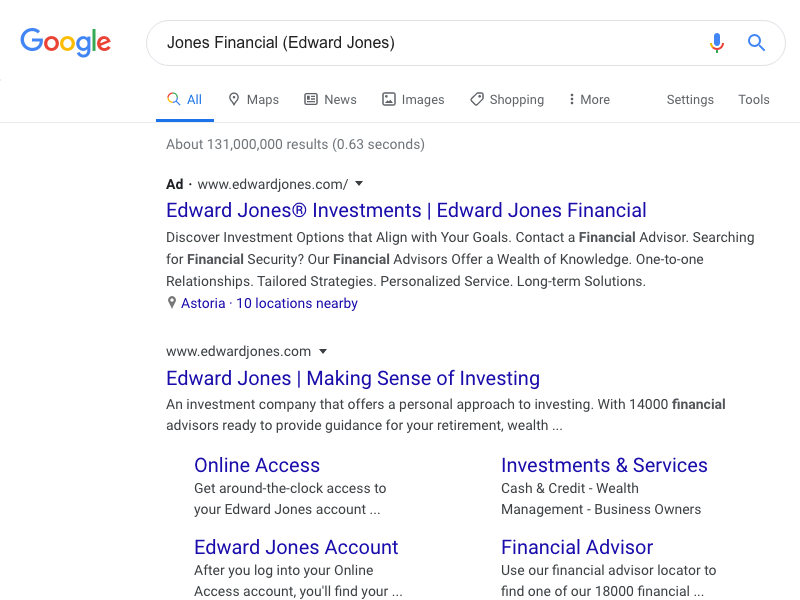 Google
Jones Financial (Edward Jones)
All Maps News Images Shopping More Settings Tools
About 131,000,000 results (0.63 seconds)
Ad · www.edwardjones.com/
Edward Jones® Investments | Edward Jones Financial
Discover Investment Options that Align with Your Goals. Contact a Financial Advisor. Searching
for Financial Security? Our Financial Advisors Offer a Wealth of Knowledge. One-to-one
Relationships. Tailored Strategies. Personalized Service. Long-term Solutions.
Astoria · 10 locations nearby
www.edwardjones.com
Edward Jones | Making Sense of Investing
An investment company that offers a personal approach to investing. With 14000 financial
advisors ready to provide guidance for your retirement, wealth ...
Online Access
Get around-the-clock access to
your Edward Jones account ...
Investments & Services
Cash & Credit - Wealth
Management - Business Owners
Edward Jones Account
After you log into your Online
Access account, you'll find your ...
Financial Advisor
Use our financial advisor locator to
find one of our 18000 financial ...